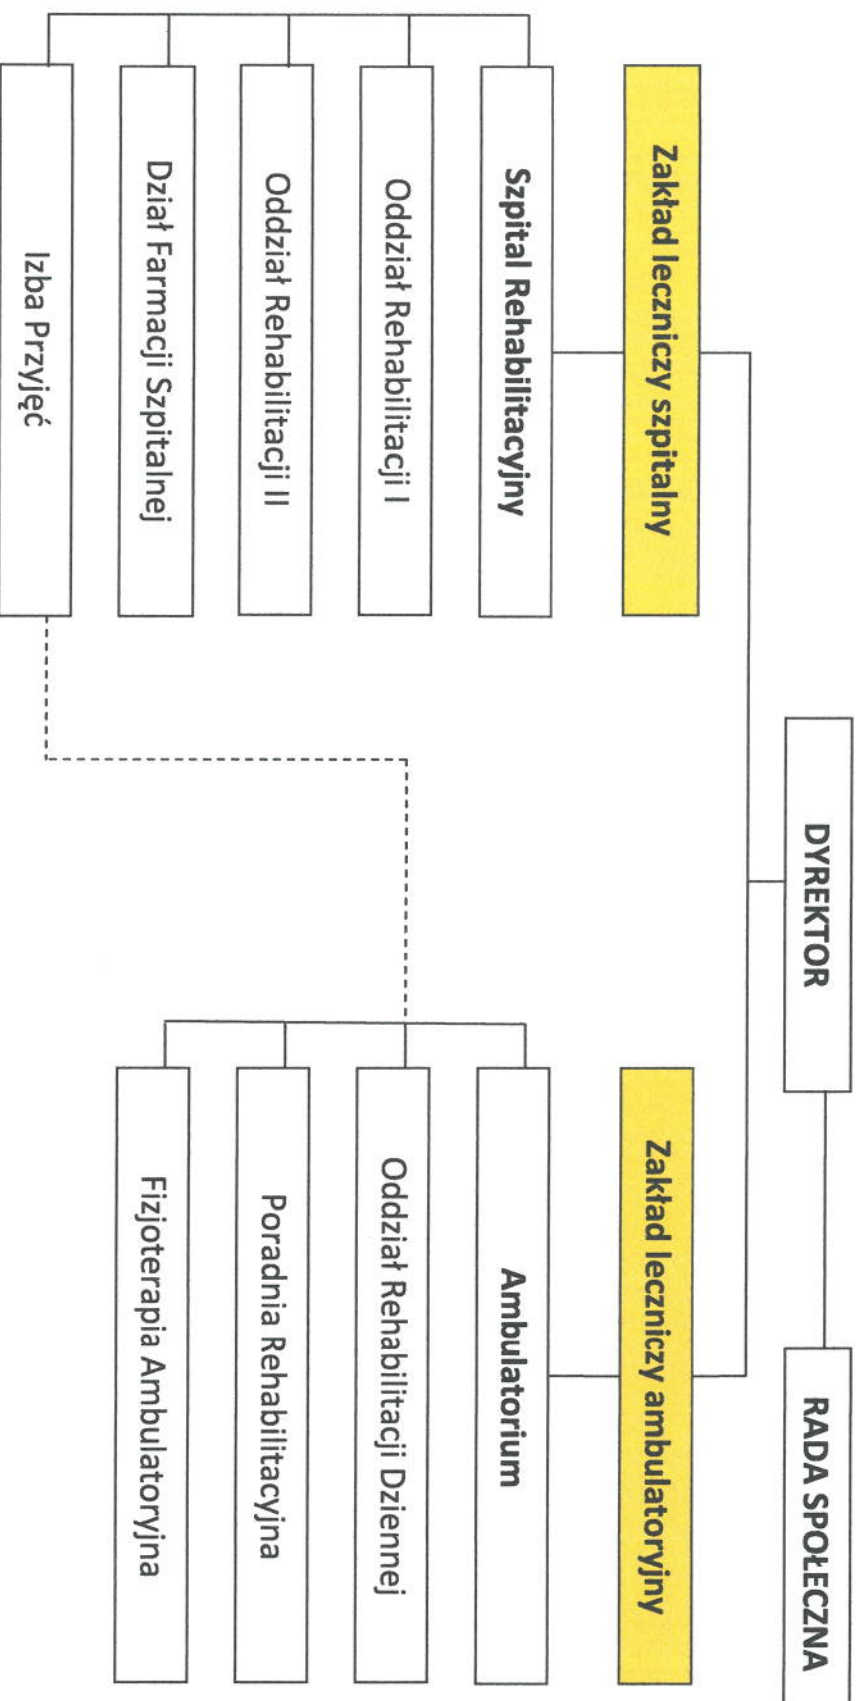 DYREKTOR
RADA SPOŁECZNA
Zakład leczniczy szpitalny
Zakład leczniczy ambulatoryjny
Szpital Rehabilitacyjny
Ambulatorium
Oddział Rehabilitacji I
Oddział Rehabilitacji Dziennej
Oddział Rehabilitacji II
Poradnia Rehabilitacyjna
Dział Farmacji Szpitalnej
Fizjoterapia Ambulatoryjna
Izba Przyjęć